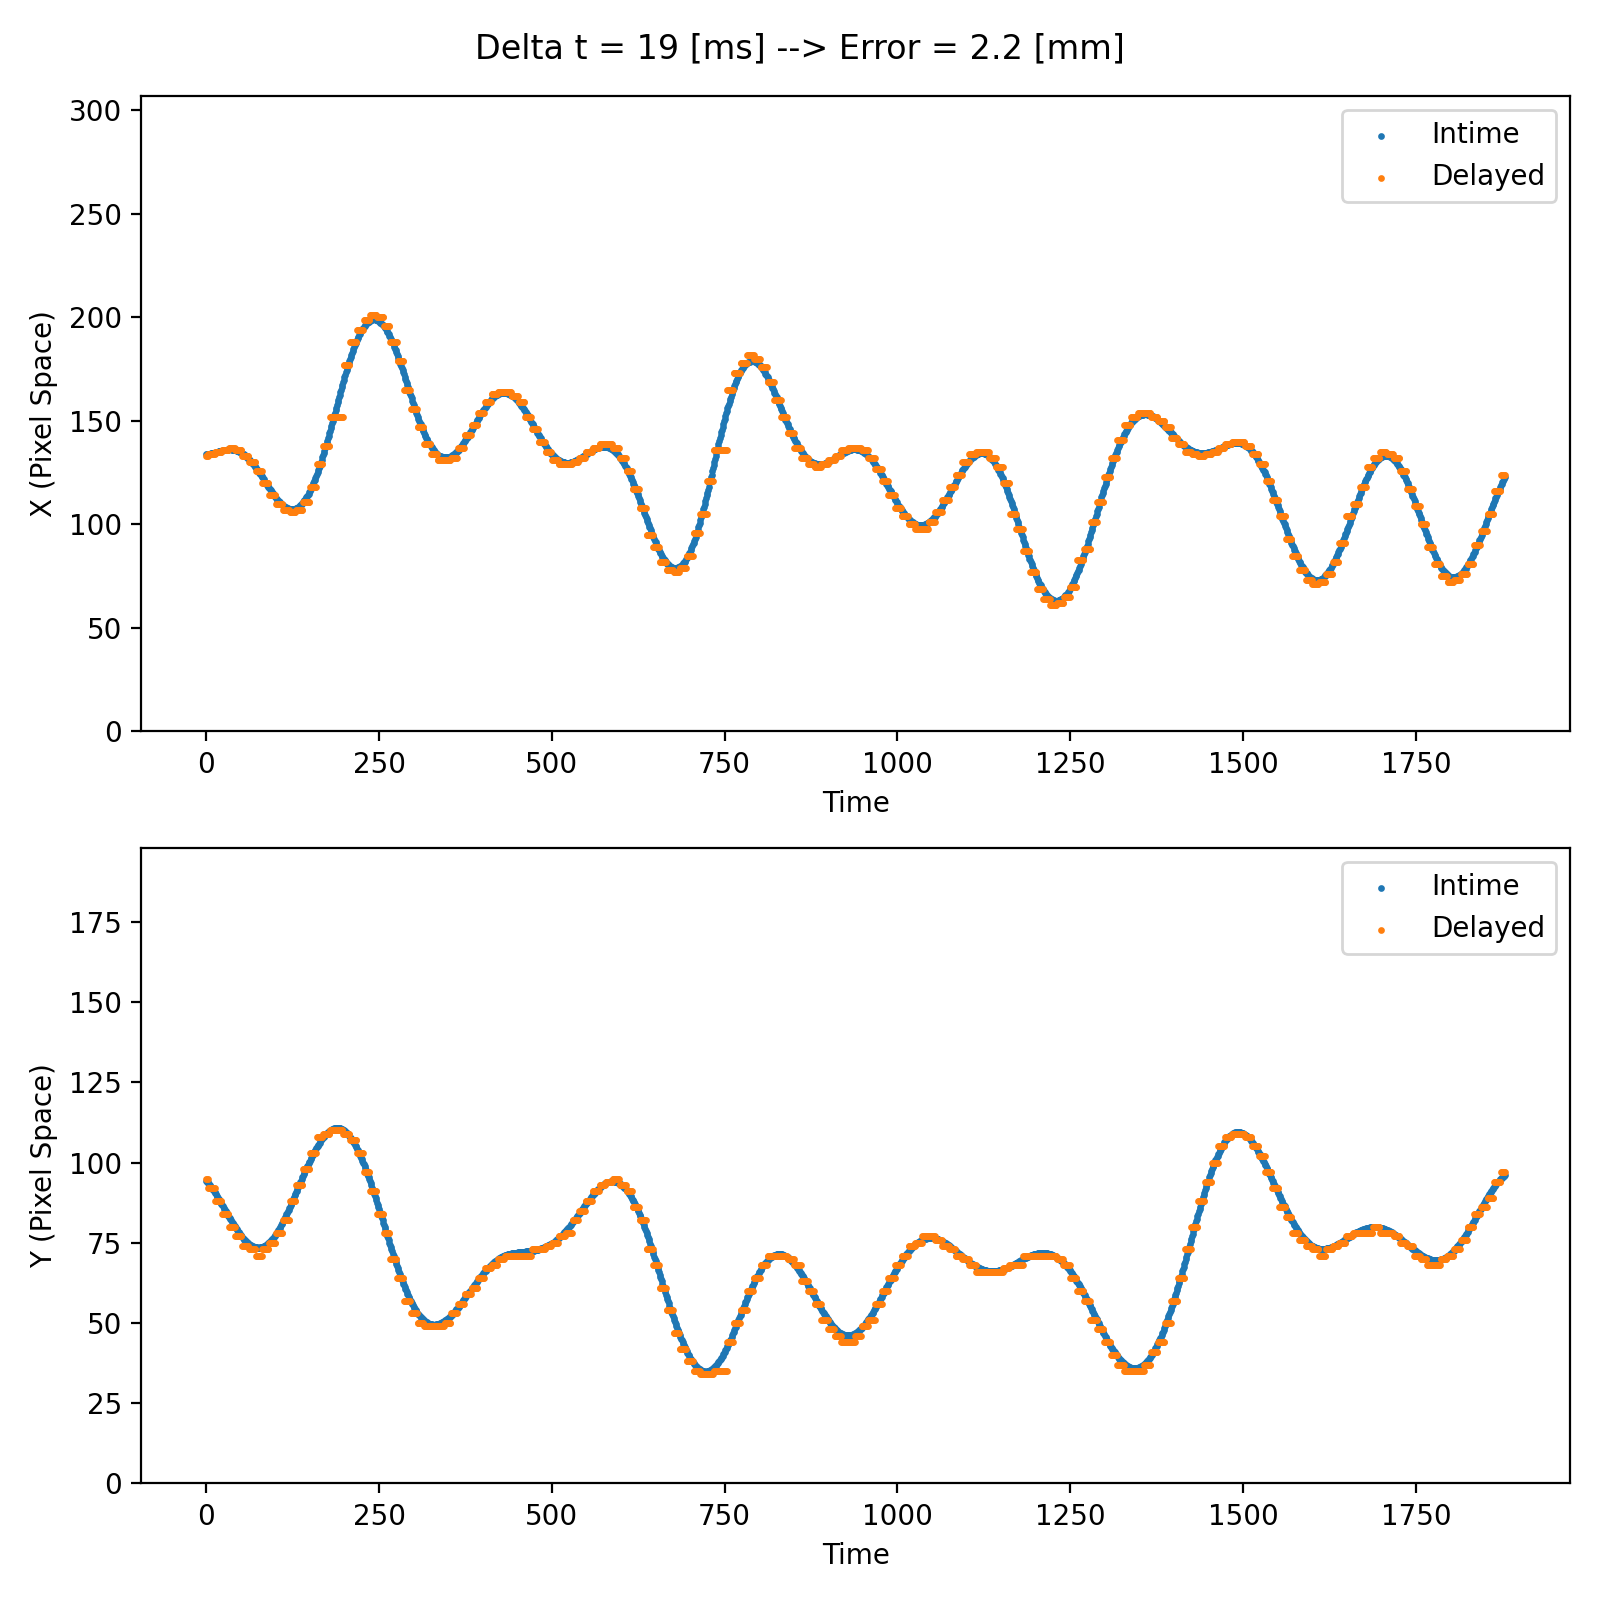 Delta t = 19 [ms] --> Error = 2.2 [mm]
300
250
200
150
100
50
0
X (Pixel Space)
Intime
Delayed
0 250 500 750 1000 1250 1500 1750
Time
175
150
125
100
75
50
25
0
Y (Pixel Space)
Intime
Delayed
0 250 500 750 1000 1250 1500 1750
Time